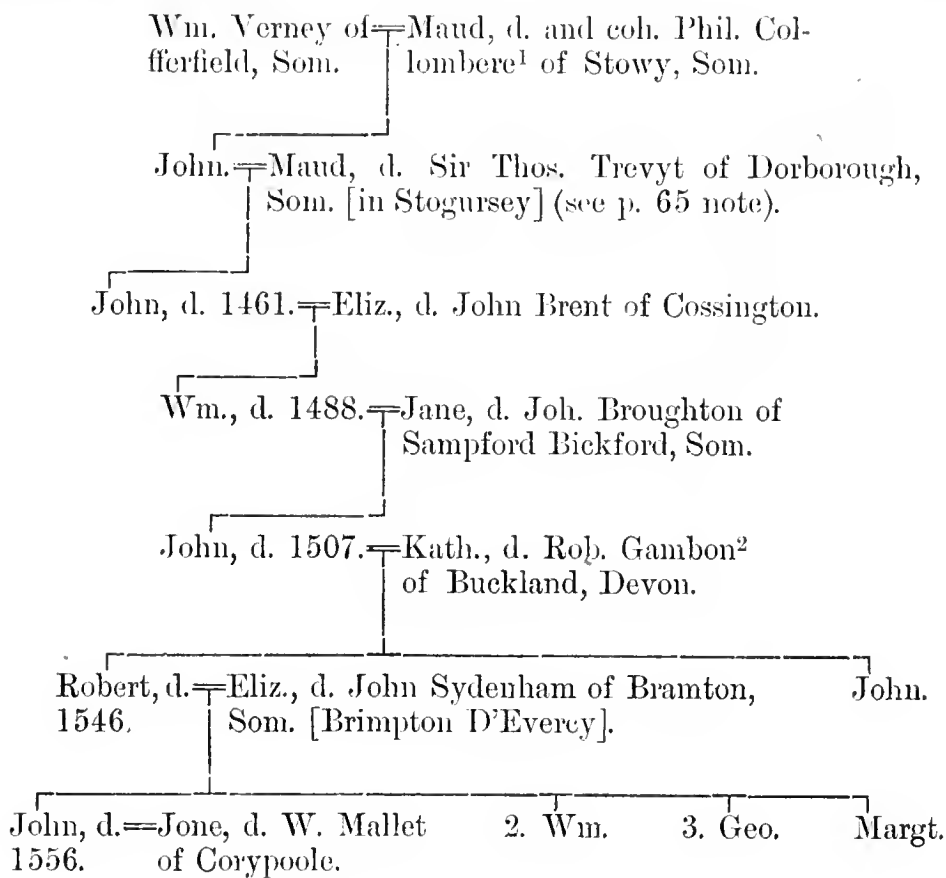 Wm. Verney of Maud, d. and coh. Phil. Col-
fferfield, Som. lombere¹ of Stowy, Som.
John. Maud, d. Sir Thos. Trevyt of Dorborough,
Som. [in Stogursey] (see p. 65 note).
John, d. 1461. Eliz., d. John Brent of Cossington.
Wm., d. 1488. Jane, d. Joh. Broughton of
Sampford Bickford, Som.
John, d. 1507. Kath., d. Rob. Gambon²
of Buckland, Devon.
Robert, d. Eliz., d. John Sydenham of Bramton, John.
1546. Som. [Brimpton D'Evercy].
John, d. Jone, d. W. Mallet 2. Wm. 3. Geo. Margt.
1556. of Corypoole.